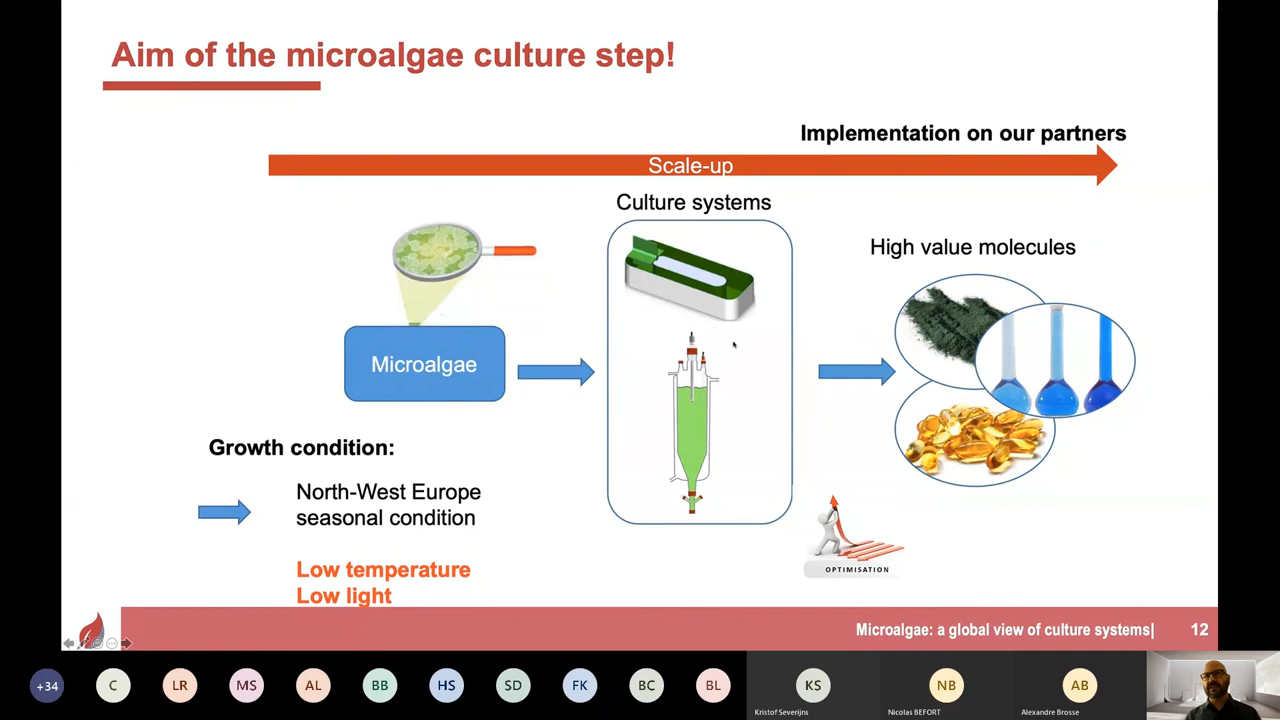 Aim of the microalgae culture step!
Implementation on our partners
Scale-up
Culture systems
High value molecules
Microalgae
Growth condition:
North-West Europe
seasonal condition
Low temperature
Low light
OPTIMISATION
Microalgae: a global view of culture systems|
12
+34
C
LR
MS
AL
BB
HS
SD
FK
BC
BL
KS
NB
AB
Kristof Severijns
Nicolas BEFORT
Alexandre Brosse